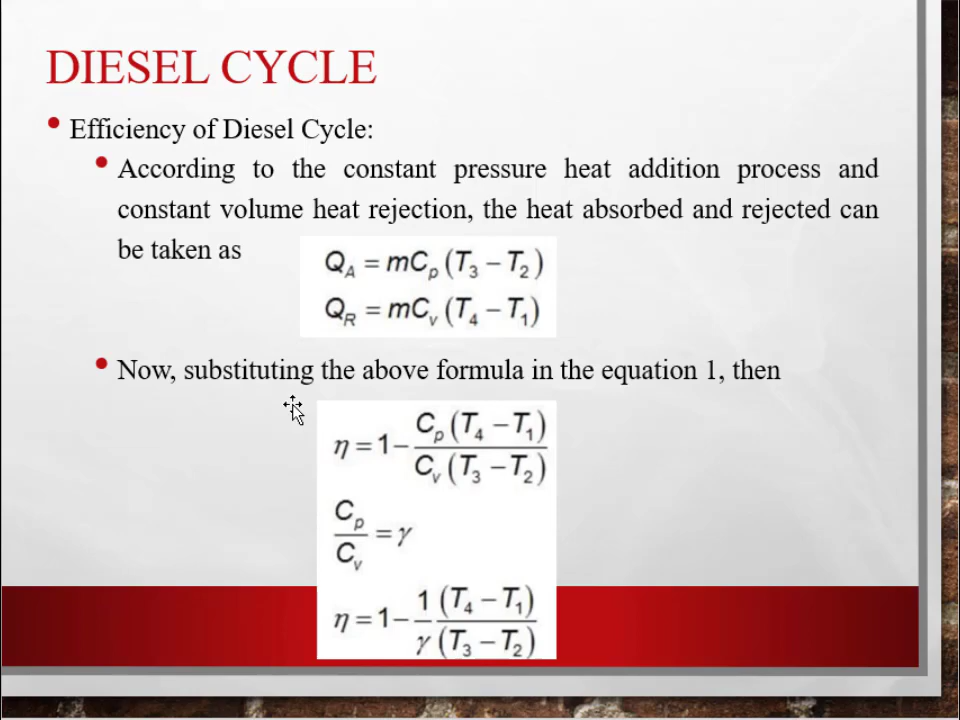 DIESEL CYCLE
• Efficiency of Diesel Cycle:
• According to the constant pressure heat addition process and
constant volume heat rejection, the heat absorbed and rejected can
be taken as
Q_A = mC_p (T_3 − T_2)
Q_R = mC_v (T_4 − T_1)
• Now, substituting the above formula in the equation 1, then
η = 1 − C_p (T_4 − T_1) / C_v (T_3 − T_2)
C_p / C_v = γ
η = 1 − 1/γ (T_4 − T_1) / (T_3 − T_2)